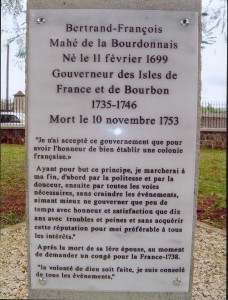 Bertrand-François
Mahé de la Bourdonnais
Né le 11 février 1699
Gouverneur des Isles de
France et de Bourbon
1735-1746
Mort le 10 novembre 1753
"Je n'ai accepté ce gouvernement que pour
avoir l'honneur de bien établir une colonie
française."
Ayant pour but ce principe, je marcherai à
ma fin, d'abord par la politesse et par la
douceur, ensuite par toutes les voies
nécessaires, sans craindre les événements,
aimant mieux ne gouverner que peu de
temps avec honneur et satisfaction que dix
ans avec troubles et peines et sans acquérir
cette réputation pour moi préférable à tous
les intérêts."
Après la mort de sa 1ère épouse, au moment
de demander un congé pour la France-1738.
"la volonté de dieu soit faite, je suis consolé
de tous les événements,"